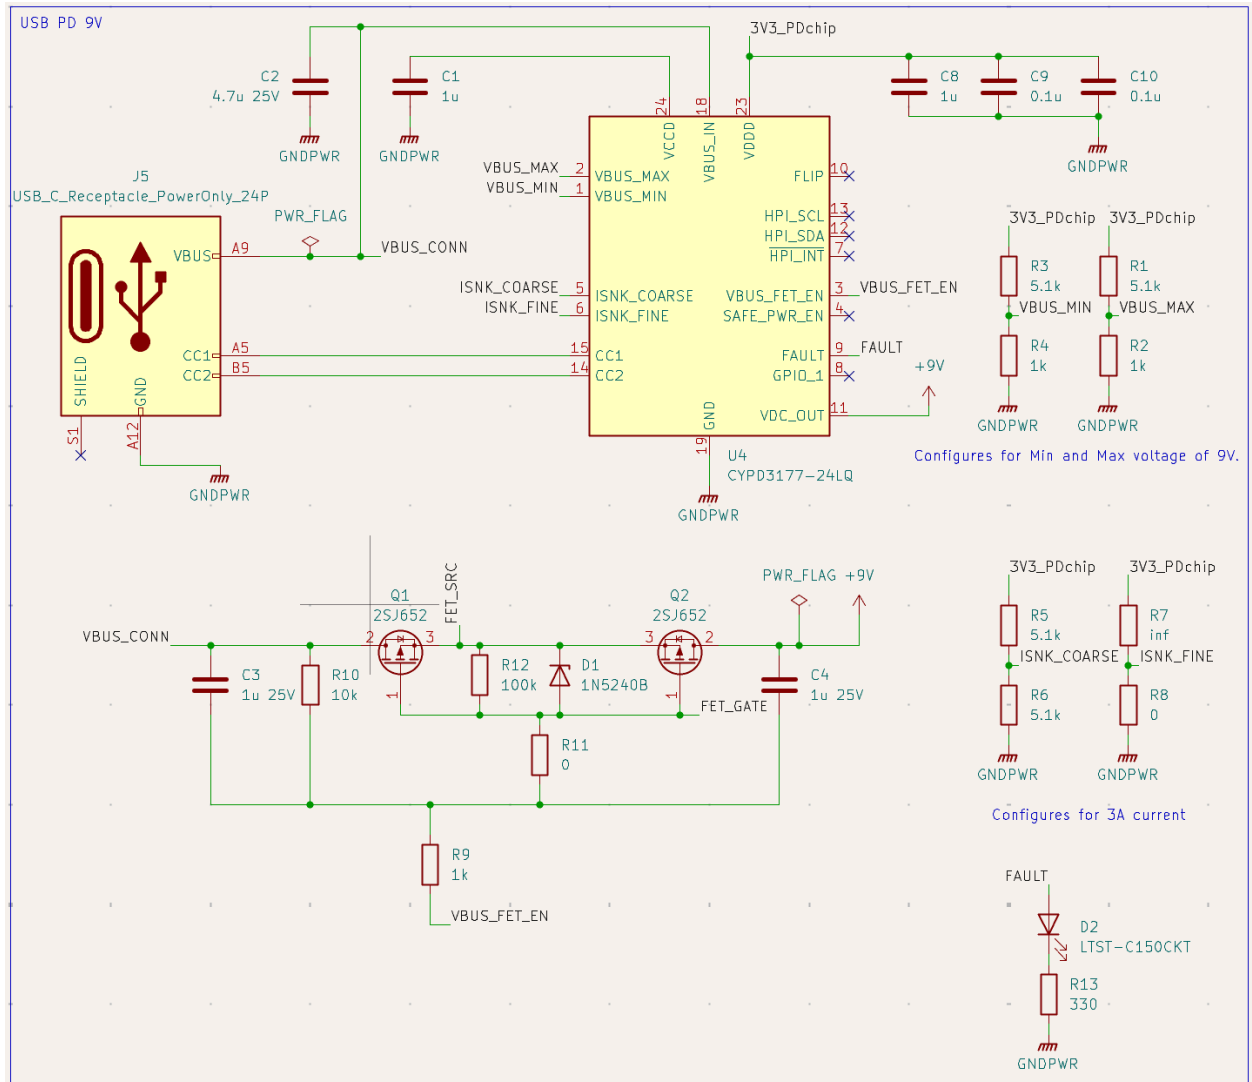 USB PD 9V
3V3_PDchip
C2
4.7u 25V
C1
1u
C8
1u
C9
0.1u
C10
0.1u
GNDPWR
GNDPWR
GNDPWR
24
18
23
VCCD
VBUS_IN
VDDD
J5
USB_C_Receptacle_PowerOnly_24P
PWR_FLAG
VBUS
A9
VBUS_CONN
CC1
A5
CC2
B5
SHIELD
GND
S1
A12
GNDPWR
VBUS_MAX
2
VBUS_MAX
VBUS_MIN
1
VBUS_MIN
ISNK_COARSE
5
ISNK_COARSE
ISNK_FINE
6
ISNK_FINE
15
CC1
14
CC2
FLIP
10
HPI_SCL
13
HPI_SDA
12
HPI_INT
7
VBUS_FET_EN
3
VBUS_FET_EN
SAFE_PWR_EN
4
FAULT
9
FAULT
GPIO_1
8
+9V
VDC_OUT
11
GND
19
U4
CYPD3177-24LQ
GNDPWR
3V3_PDchip
3V3_PDchip
R3
5.1k
R1
5.1k
VBUS_MIN
VBUS_MAX
R4
1k
R2
1k
GNDPWR
GNDPWR
Configures for Min and Max voltage of 9V.
VBUS_CONN
Q1
2SJ652
2
3
1
FET_SRC
Q2
2SJ652
3
2
1
PWR_FLAG
+9V
C3
1u 25V
R10
10k
R12
100k
D1
1N5240B
C4
1u 25V
FET_GATE
R11
0
R9
1k
VBUS_FET_EN
3V3_PDchip
3V3_PDchip
R5
5.1k
R7
inf
ISNK_COARSE
ISNK_FINE
R6
5.1k
R8
0
GNDPWR
GNDPWR
Configures for 3A current
FAULT
D2
LTST-C150CKT
R13
330
GNDPWR